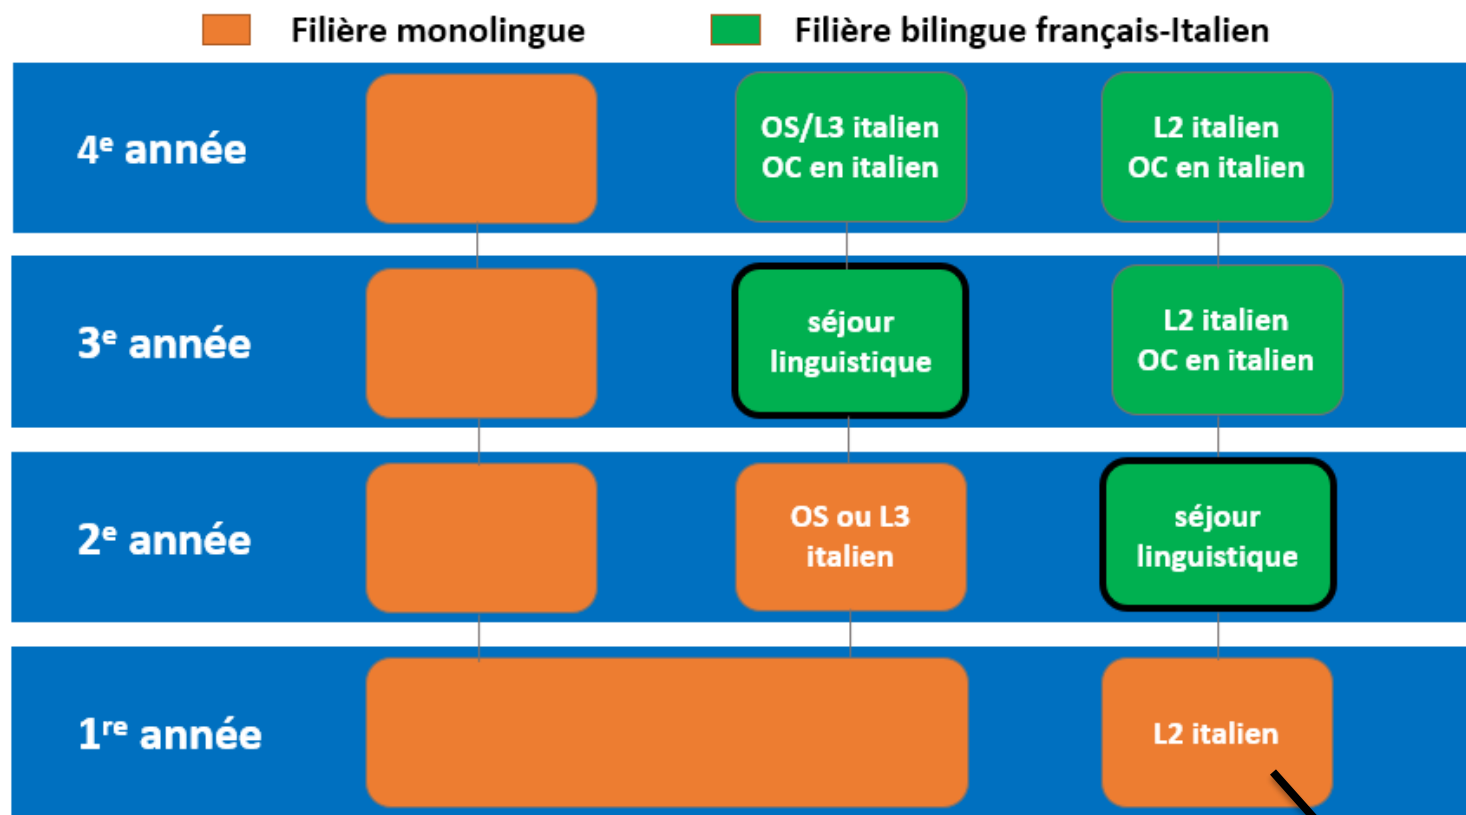 Filière monolingue
Filière bilingue français-Italien
4e année
OS/L3 italien
OC en italien
L2 italien
OC en italien
3e année
séjour
linguistique
L2 italien
OC en italien
2e année
OS ou L3
italien
séjour
linguistique
1re année
L2 italien